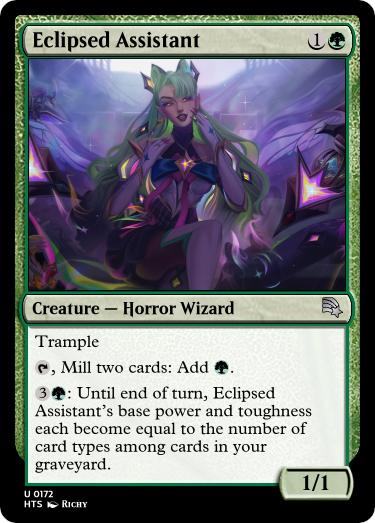 Eclipsed Assistant 1
Creature — Horror Wizard
Trample
, Mill two cards: Add .
3 : Until end of turn, Eclipsed
Assistant's base power and toughness
each become equal to the number of
card types among cards in your
graveyard.
1/1
U 0172
HTS Richy